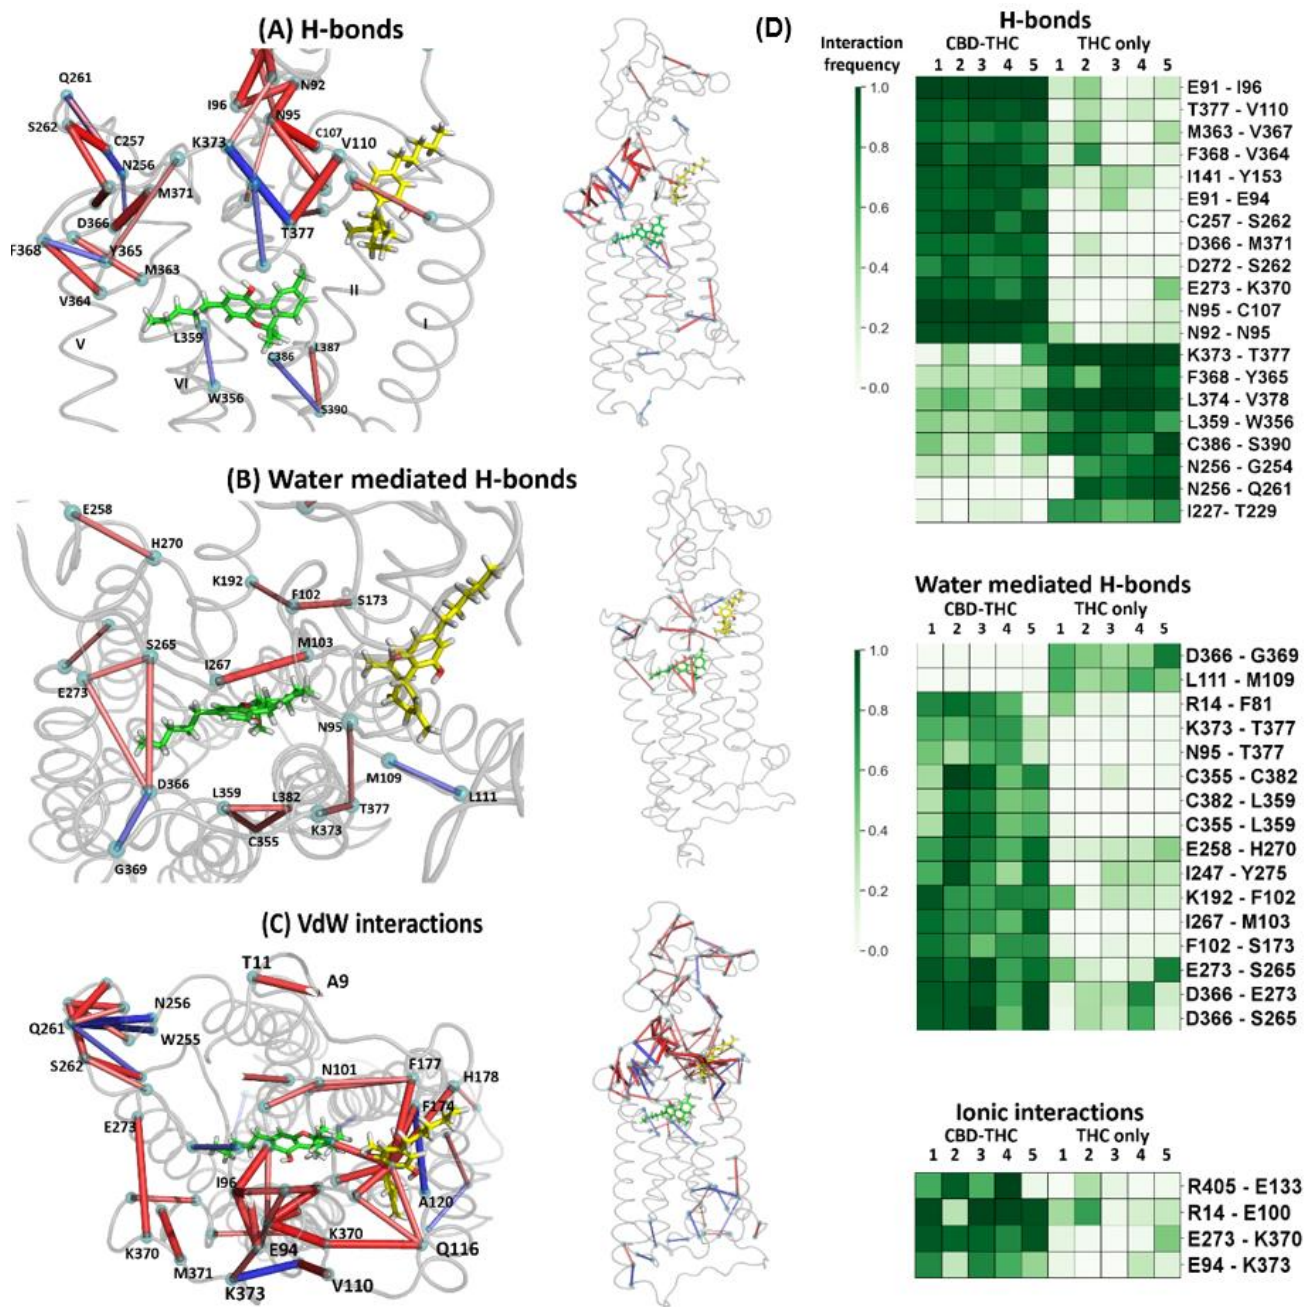 (A) H-bonds
Q261
S262
C257
N256
M371
D366
F368
Y365
M363
V364
V
I96
N92
N95
K373
C107
V110
T377
II
I
L359
VI
W356
C386
L387
S390
(B) Water mediated H-bonds
E258
H270
K192
F102
S173
S265
I267
M103
E273
N95
D366
M109
L359
L382
T377
L111
K373
C355
G369
(C) VdW interactions
T11
A9
N256
Q261
W255
S262
N101
F177
H178
F174
E273
I96
A120
K370
E94
K370
Q116
M371
K373
V110
(D)
H-bonds
Interaction
frequency
CBD-THC THC only
1 2 3 4 5 1 2 3 4 5
1.0
0.8
0.6
0.4
0.2
0.0
E91 - I96
T377 - V110
M363 - V367
F368 - V364
I141 - Y153
E91 - E94
C257 - S262
D366 - M371
D272 - S262
E273 - K370
N95 - C107
N92 - N95
K373 - T377
F368 - Y365
L374 - V378
L359 - W356
C386 - S390
N256 - G254
N256 - Q261
I227- T229
Water mediated H-bonds
CBD-THC THC only
1 2 3 4 5 1 2 3 4 5
1.0
0.8
0.6
0.4
0.2
0.0
D366 - G369
L111 - M109
R14 - F81
K373 - T377
N95 - T377
C355 - C382
C382 - L359
C355 - L359
E258 - H270
I247 - Y275
K192 - F102
I267 - M103
F102 - S173
E273 - S265
D366 - E273
D366 - S265
Ionic interactions
CBD-THC THC only
1 2 3 4 5 1 2 3 4 5
R405 - E133
R14 - E100
E273 - K370
E94 - K373